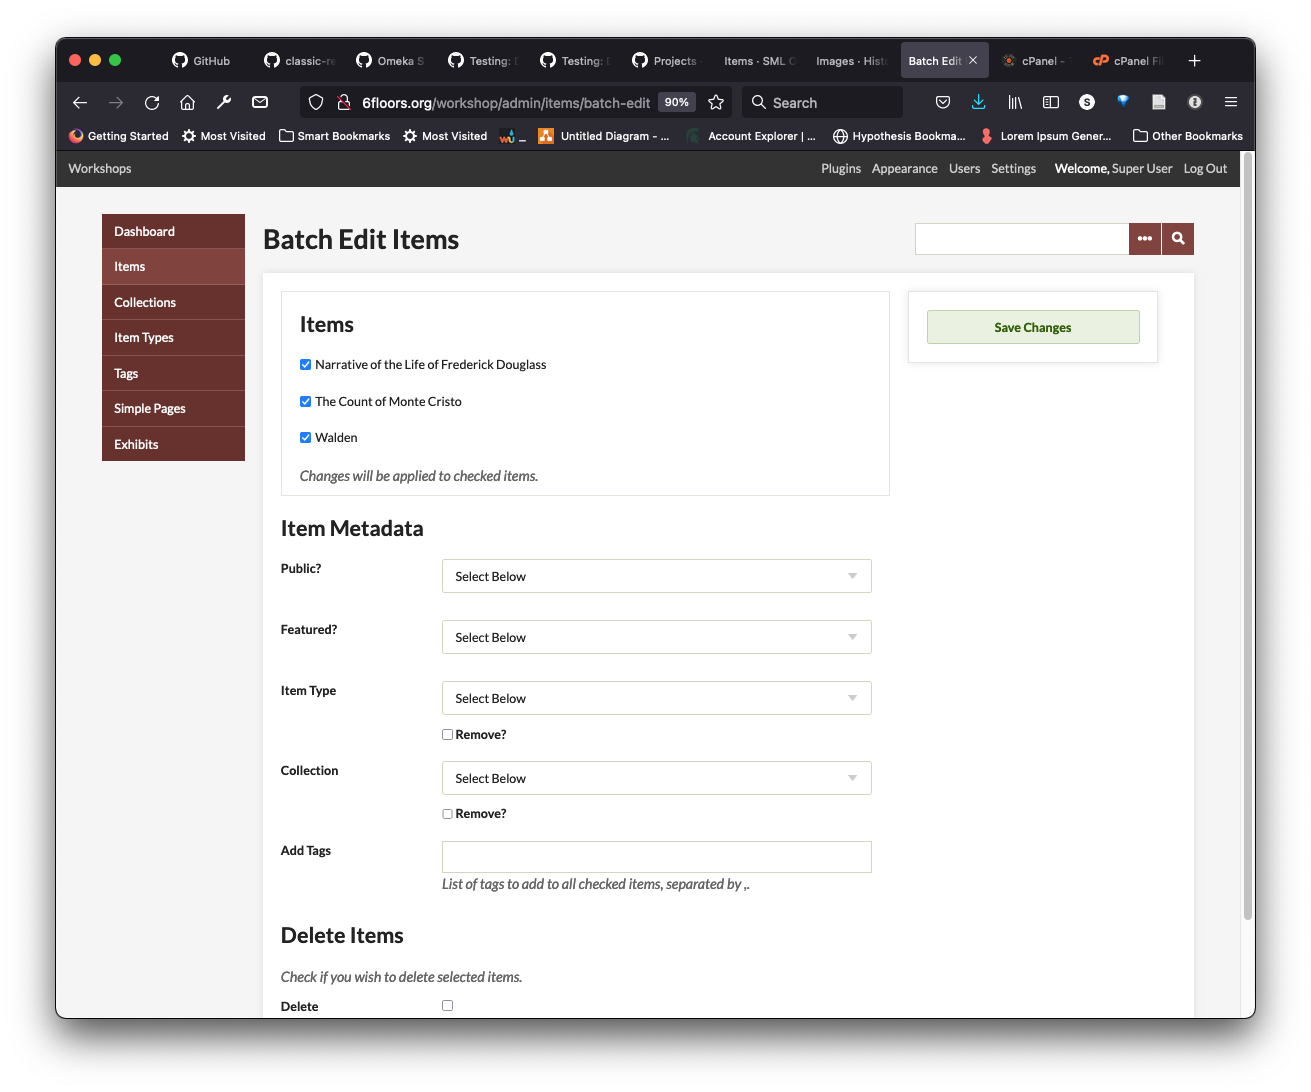 GitHub
classic-re
Omeka S
Testing: D
Testing: D
Projects
Items · SML C
Images · Hist
Batch Edit
cPanel -
cPanel Fi
6floors.org/workshop/admin/items/batch-edit
90%
Search
S
Getting Started
Most Visited
Smart Bookmarks
Most Visited
Untitled Diagram - ...
Account Explorer | ...
Hypothesis Bookma...
Lorem Ipsum Gener...
Other Bookmarks
Workshops
Plugins Appearance Users Settings Welcome, Super User Log Out
Dashboard
Items
Collections
Item Types
Tags
Simple Pages
Exhibits
Batch Edit Items
Items
Narrative of the Life of Frederick Douglass
The Count of Monte Cristo
Walden
Changes will be applied to checked items.
Save Changes
Item Metadata
Public?
Select Below
Featured?
Select Below
Item Type
Select Below
Remove?
Collection
Select Below
Remove?
Add Tags
List of tags to add to all checked items, separated by ,.
Delete Items
Check if you wish to delete selected items.
Delete